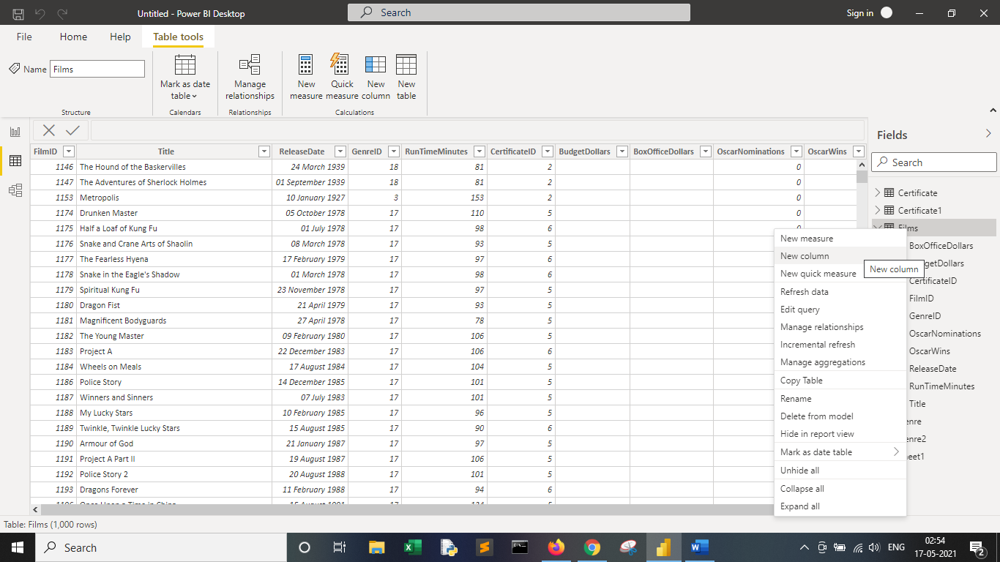 Untitled - Power BI Desktop
Search
Sign in
File Home Help Table tools
Name Films
Mark as date table
Manage relationships
New measure
Quick measure
New column
New table
Structure Calendars Relationships Calculations
FilmID Title ReleaseDate GenreID RunTimeMinutes CertificateID BudgetDollars BoxOfficeDollars OscarNominations OscarWins
1146 The Hound of the Baskervilles 24 March 1939 18 81 2 0
1147 The Adventures of Sherlock Holmes 01 September 1939 18 81 2 0
1153 Metropolis 10 January 1927 3 153 2 0
1174 Drunken Master 05 October 1978 17 110 5 0
1175 Half a Loaf of Kung Fu 01 July 1978 17 98 6
1176 Snake and Crane Arts of Shaolin 08 March 1978 17 93 5
1177 The Fearless Hyena 17 February 1979 17 97 6
1178 Snake in the Eagle's Shadow 01 March 1978 17 98 6
1179 Spiritual Kung Fu 23 November 1978 17 97 5
1180 Dragon Fist 21 April 1979 17 93 5
1181 Magnificent Bodyguards 27 April 1978 17 78 5
1182 The Young Master 09 February 1980 17 106 5
1183 Project A 22 December 1983 17 106 6
1184 Wheels on Meals 17 August 1984 17 104 5
1186 Police Story 14 December 1985 17 101 5
1187 Winners and Sinners 07 July 1983 17 101 5
1188 My Lucky Stars 10 February 1985 17 96 5
1189 Twinkle, Twinkle Lucky Stars 15 August 1985 17 90 6
1190 Armour of God 21 January 1987 17 97 5
1191 Project A Part II 19 August 1987 17 106 5
1192 Police Story 2 20 August 1988 17 101 5
1193 Dragons Forever 11 February 1988 17 94 6
Fields
Search
Certificate
Certificate1
Films
BoxOfficeDollars
getDollars
CertificateID
FilmID
GenreID
OscarNominations
OscarWins
ReleaseDate
RunTimeMinutes
Title
enre
enre2
eet1
New measure
New column
New quick measure
New column
Refresh data
Edit query
Manage relationships
Incremental refresh
Manage aggregations
Copy Table
Rename
Delete from model
Hide in report view
Mark as date table
Unhide all
Collapse all
Expand all
Table: Films (1,000 rows)
Search
ENG
02:54
17-05-2021
2